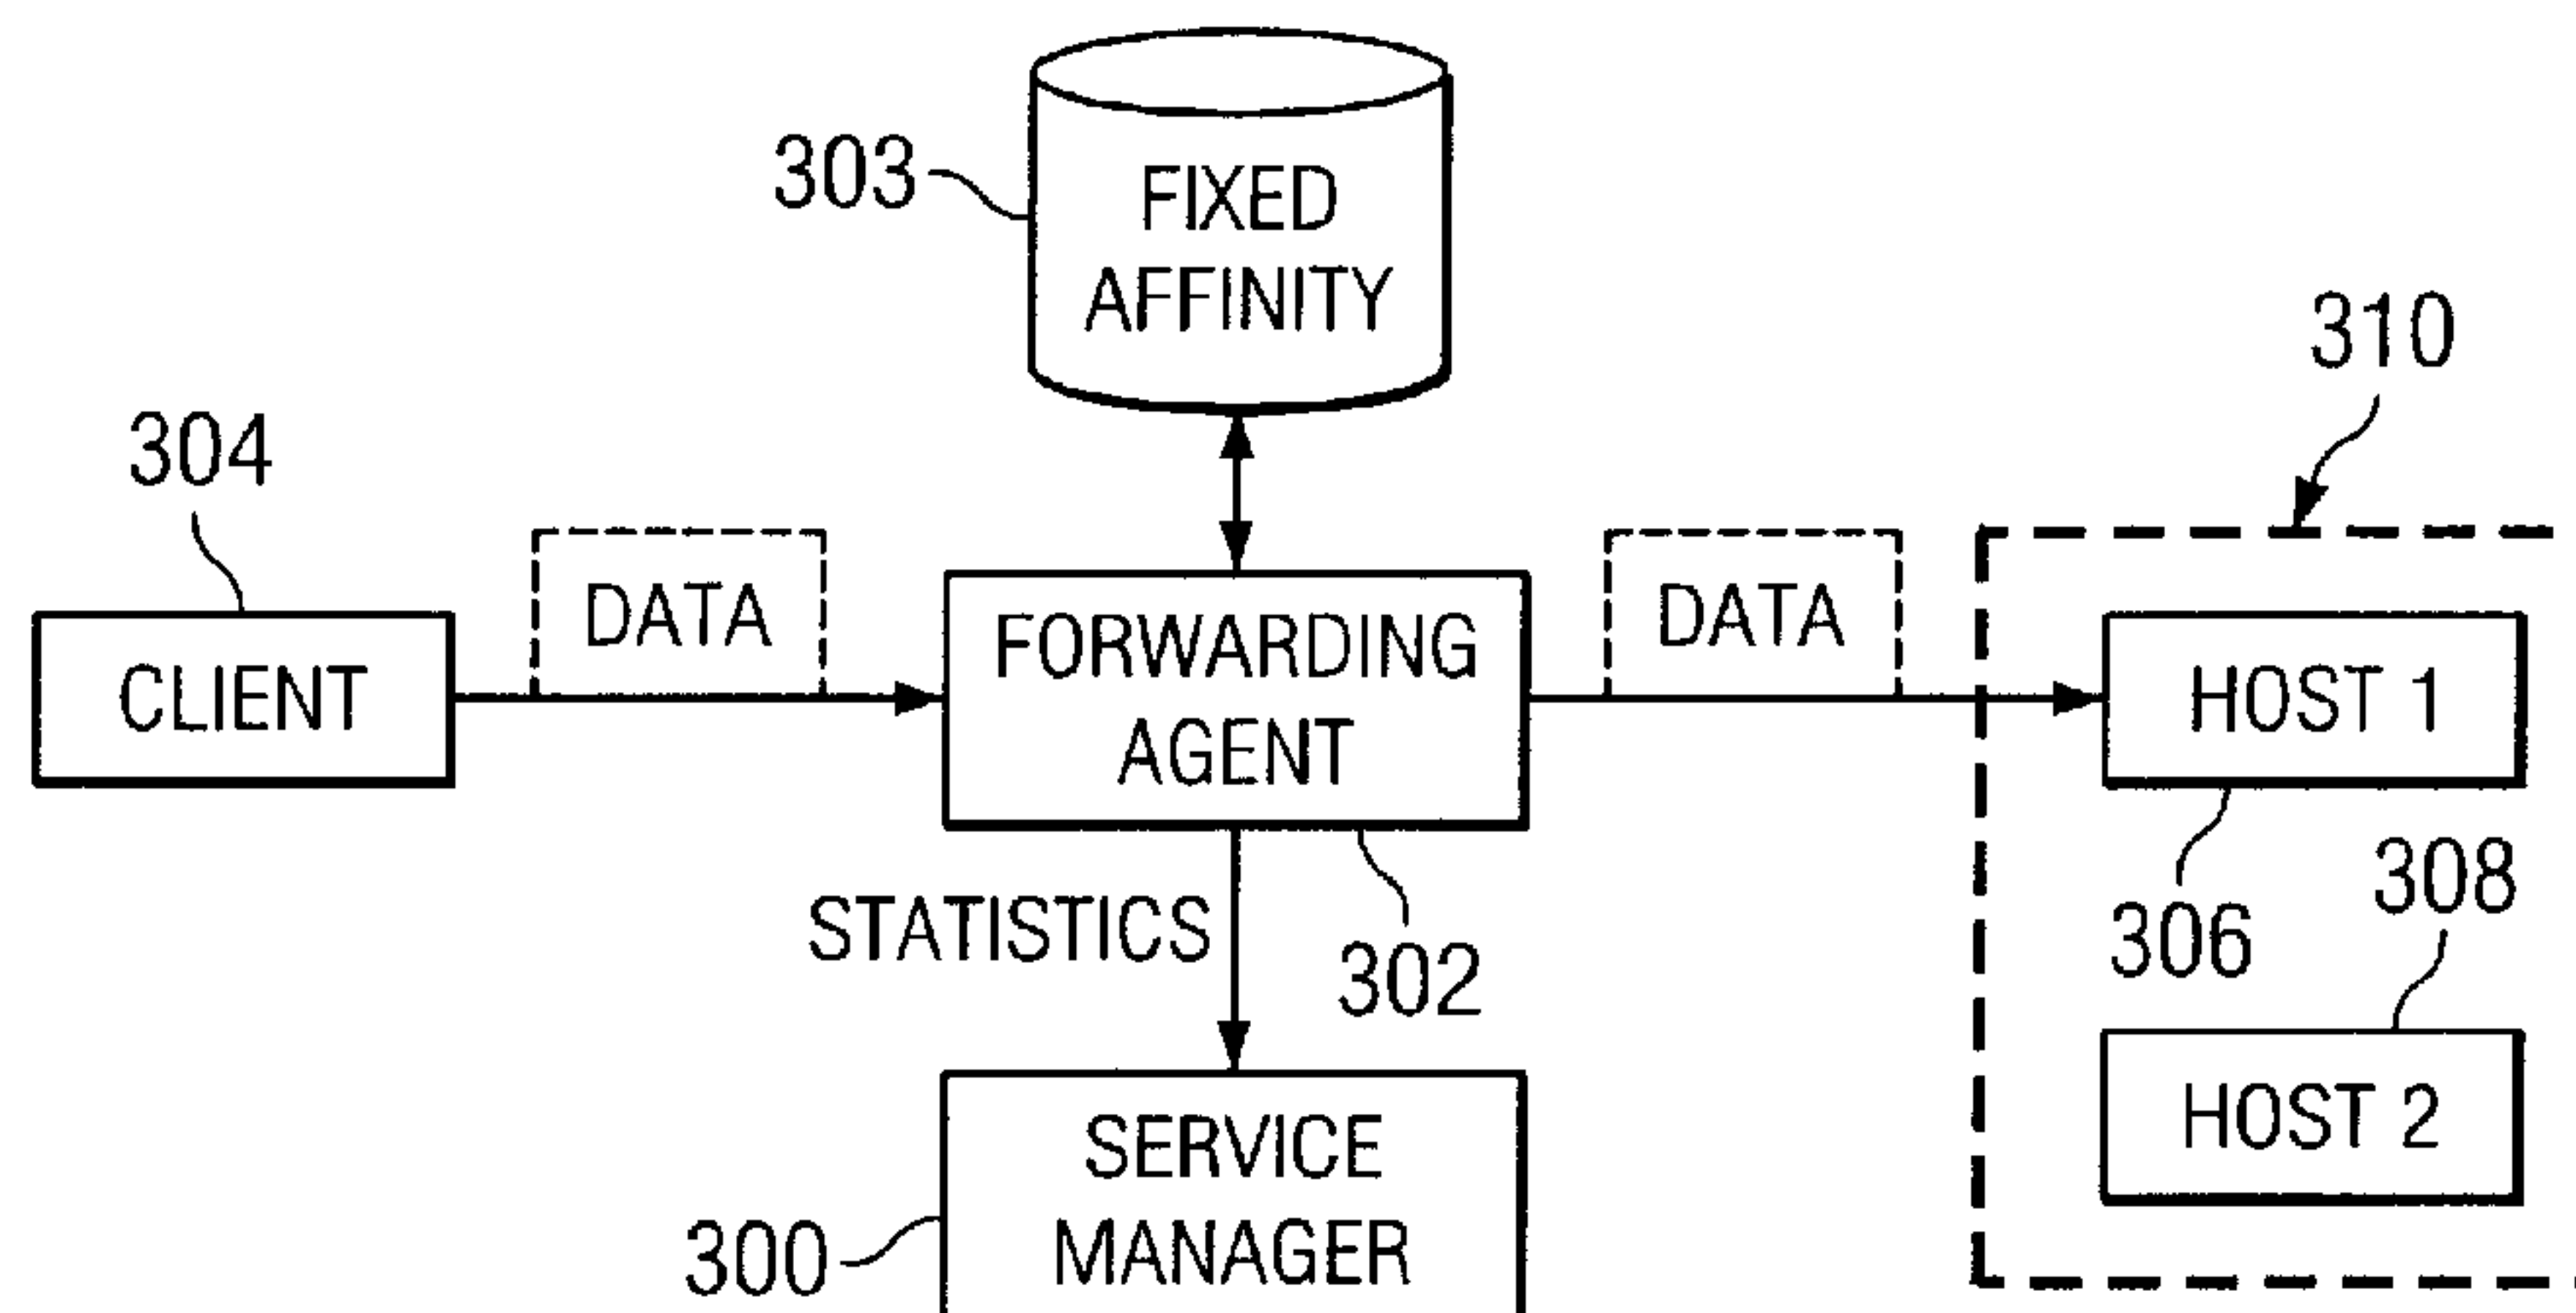 303
FIXED
AFFINITY
310
304
DATA
DATA
CLIENT
FORWARDING
AGENT
HOST 1
STATISTICS
302
306
308
HOST 2
SERVICE
MANAGER
300